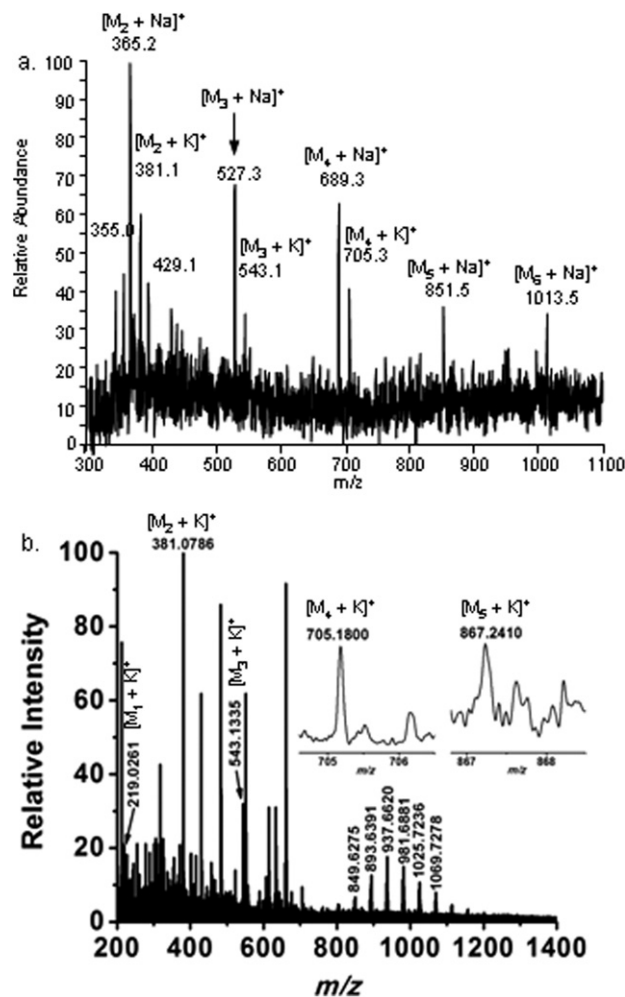 a.
[M2 + Na]+
365.2
[M2 + K]+
381.1
355.0
429.1
[M3 + Na]+
527.3
[M3 + K]+
543.1
[M4 + Na]+
689.3
[M4 + K]+
705.3
[M5 + Na]+
851.5
[M6 + Na]+
1013.5
Relative Abundance
100
90
80
70
60
50
40
30
20
10
0
300 400 500 600 700 800 900 1000 1100
m/z
b.
[M2 + K]+
381.0786
219.0261 [M1 + K]+
543.1335 [M3 + K]+
[M4 + K]+
705.1800
705 706
m/z
[M5 + K]+
867.2410
867 868
m/z
849.6275
893.6391
937.6620
981.6881
1025.7236
1069.7278
Relative Intensity
100
80
60
40
20
0
200 400 600 800 1000 1200 1400
m/z